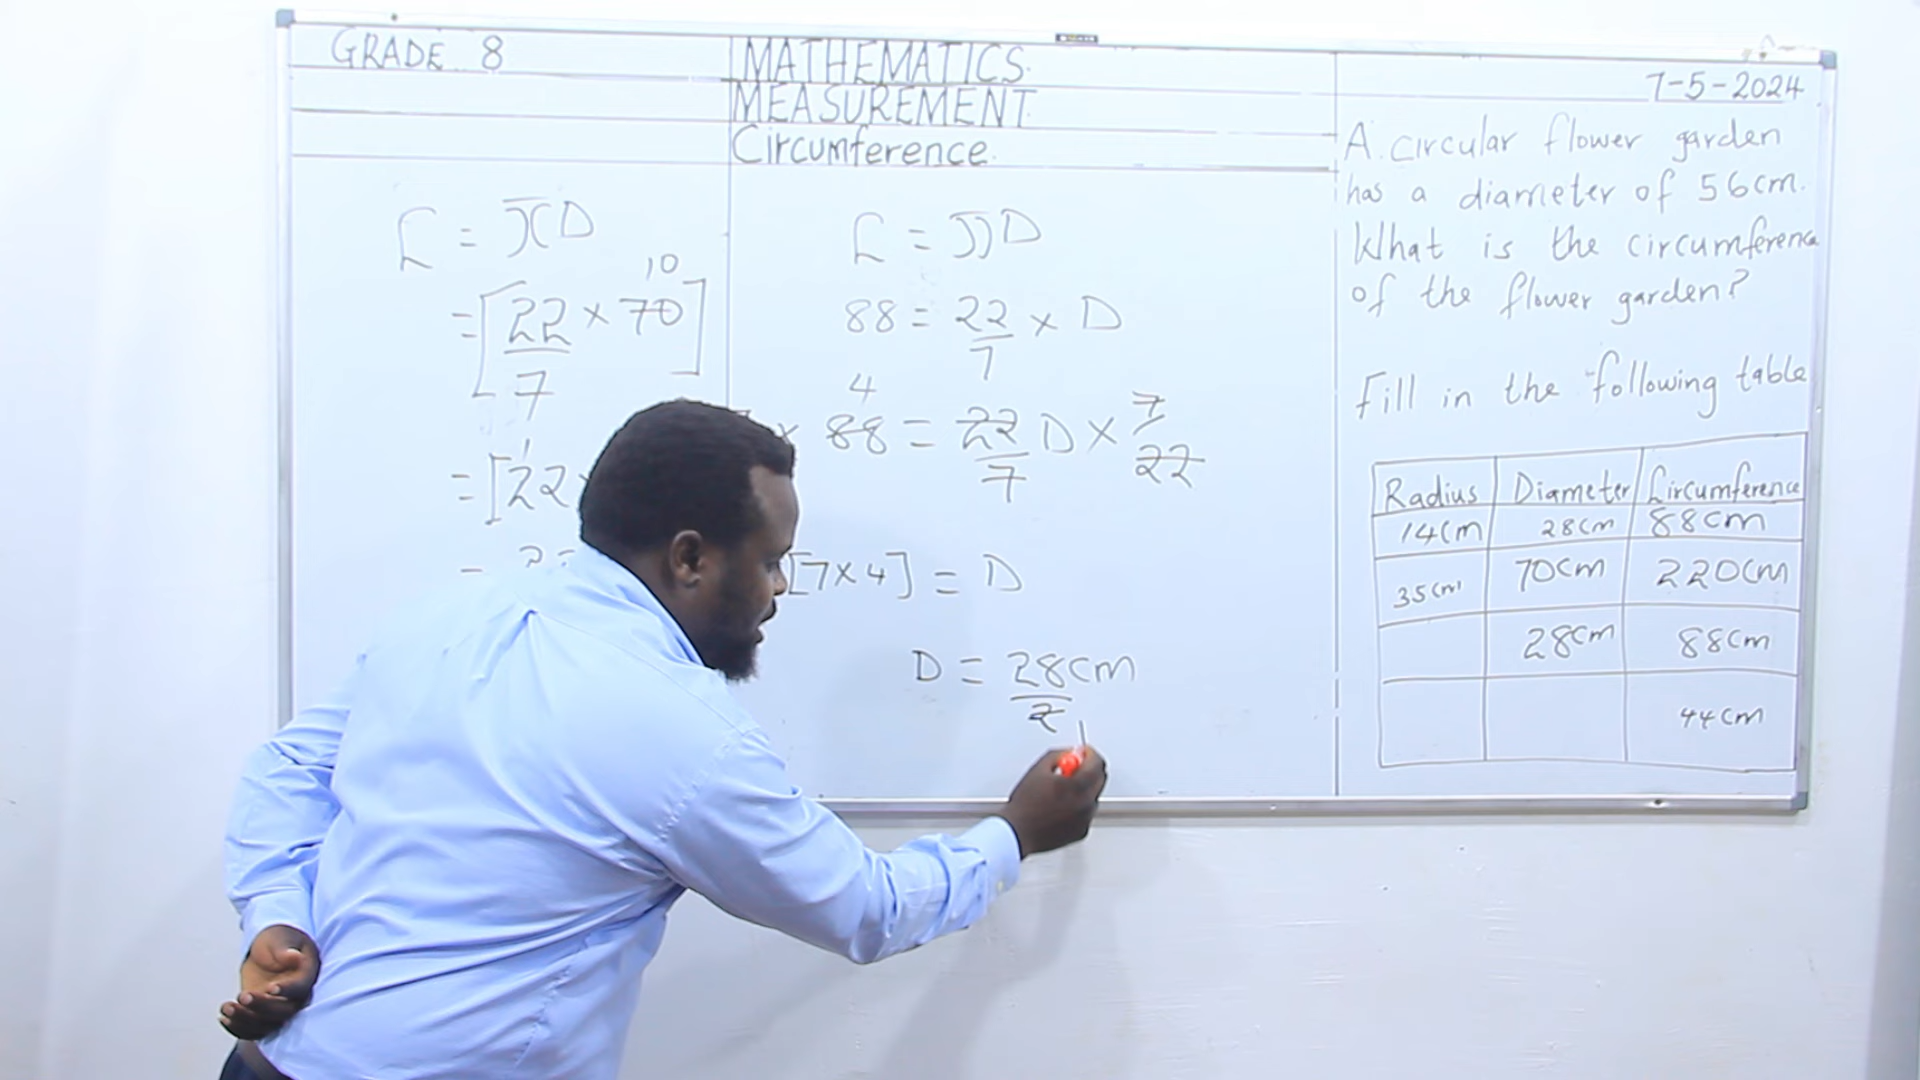 GRADE 8
MATHEMATICS
MEASUREMENT
Circumference.
7-5-2024
C = πD
= [22/7 × 70]
10
= [22
1
C = πD
88 = 22/7 × D
4
× 88 = 22/7 D × 7/22
[7×4] = D
D = 28cm
2
A circular flower garden
has a diameter of 56cm.
What is the circumference
of the flower garden?
Fill in the following table
Radius Diameter Circumference
14cm 28cm 88cm
35cm 70cm 220cm
28cm 88cm
44cm